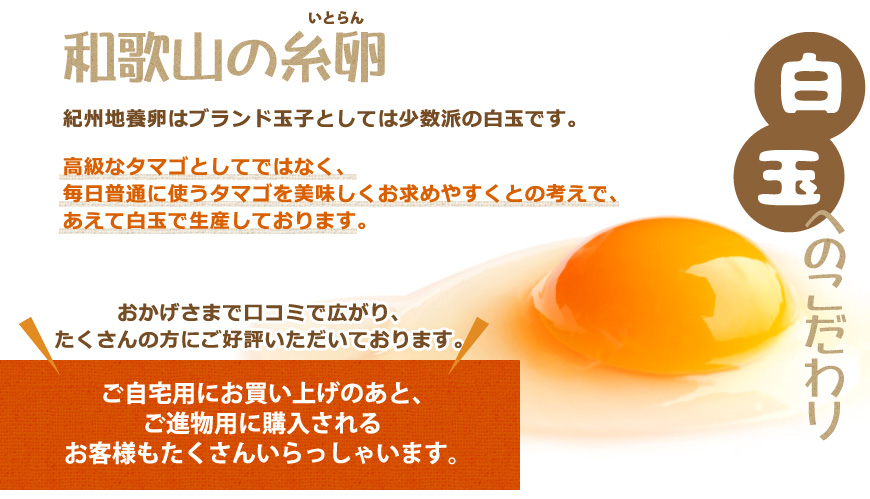 いとらん
和歌山の糸卵
紀州地養卵はブランド玉子としては少数派の白玉です。
高級なタマゴとしてではなく、
毎日普通に使うタマゴを美味しくお求めやすくとの考えで、
あえて白玉で生産しております。
白玉へのこだわり
おかげさまで口コミで広がり、
たくさんの方にご好評いただいております。
ご自宅用にお買い上げのあと、
ご進物用に購入される
お客様もたくさんいらっしゃいます。